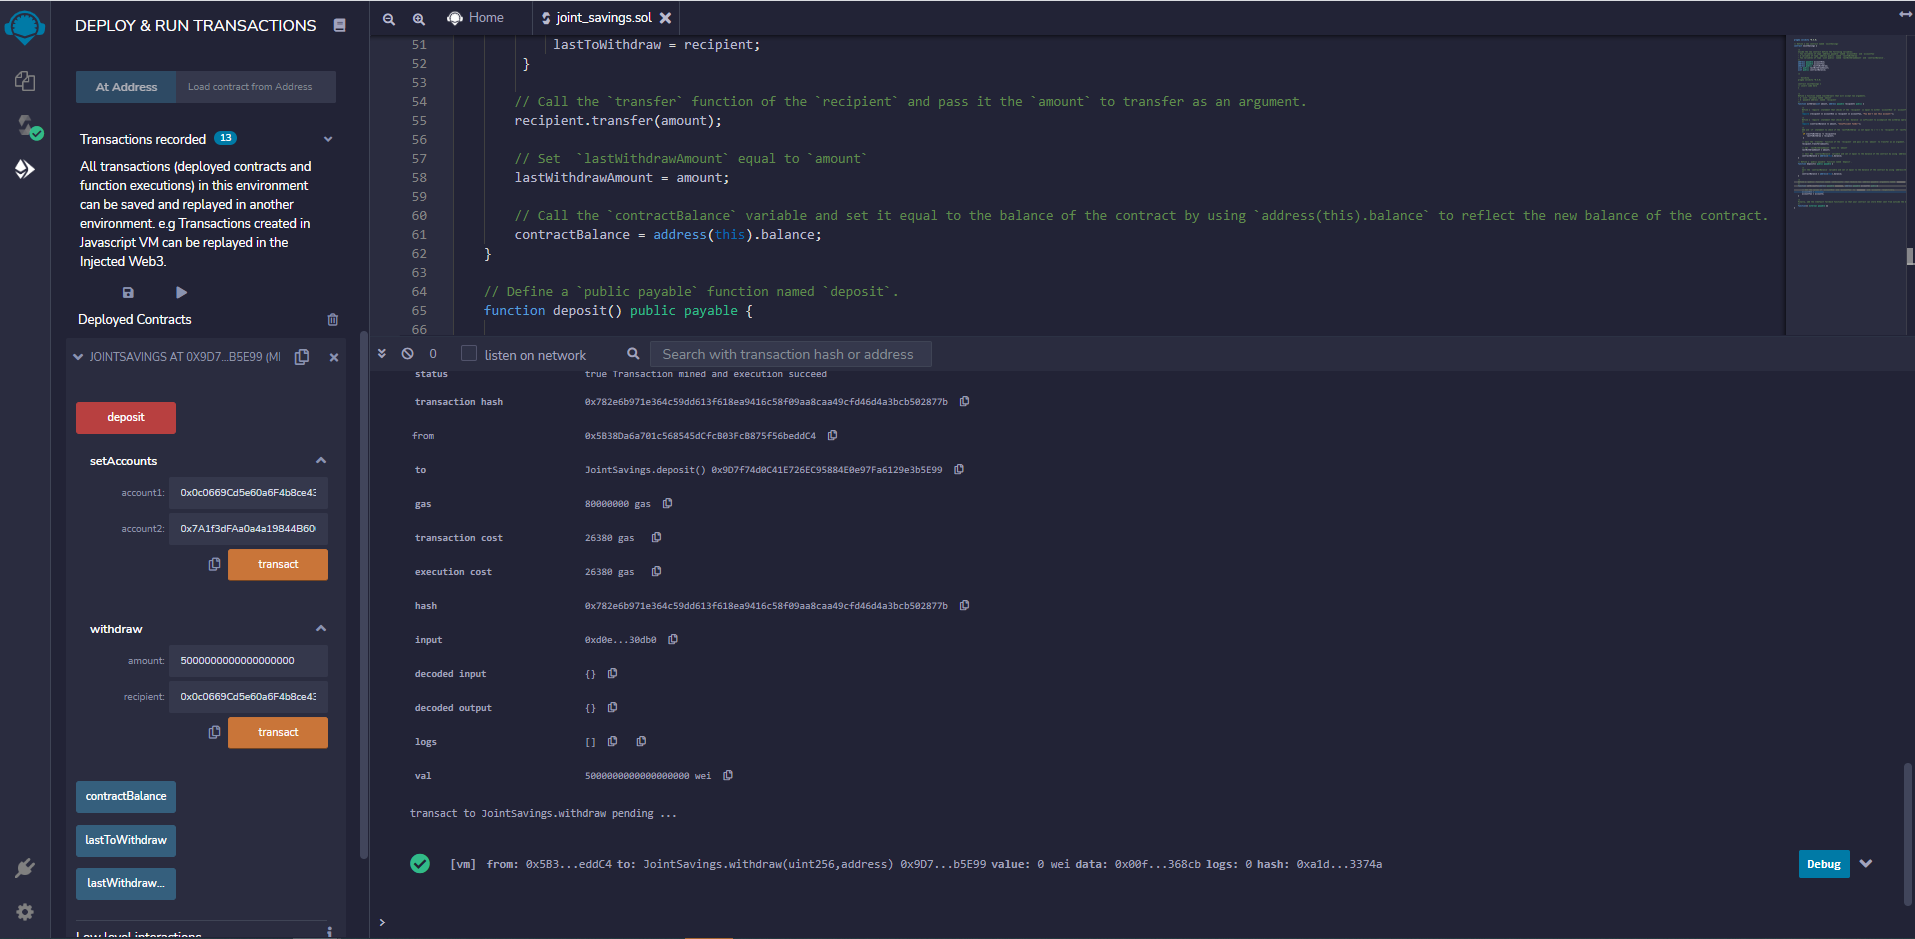 DEPLOY & RUN TRANSACTIONS
At Address
Load contract from Address
Transactions recorded 13
All transactions (deployed contracts and
function executions) in this environment
can be saved and replayed in another
environment. e.g Transactions created in
Javascript VM can be replayed in the
Injected Web3.
Deployed Contracts
JOINTSAVINGS AT 0X9D7...B5E99 (MI
deposit
setAccounts
account1: 0x0c0669Cd5e60a6F4b8ce43
account2: 0x7A1f3dFAa0a4a19844B60
transact
withdraw
amount: 5000000000000000000
recipient: 0x0c0669Cd5e60a6F4b8ce43
transact
contractBalance
lastToWithdraw
lastWithdraw...
Low level interactions
Home
joint_savings.sol
51 lastToWithdraw = recipient;
52 }
53
54 // Call the `transfer` function of the `recipient` and pass it the `amount` to transfer as an argument.
55 recipient.transfer(amount);
56
57 // Set  `lastWithdrawAmount` equal to `amount`
58 lastWithdrawAmount = amount;
59
60 // Call the `contractBalance` variable and set it equal to the balance of the contract by using `address(this).balance` to reflect the new balance of the contract.
61 contractBalance = address(this).balance;
62 }
63
64 // Define a `public payable` function named `deposit`.
65 function deposit() public payable {
66
0 listen on network
Search with transaction hash or address
status true Transaction mined and execution succeed
transaction hash 0x782e6b971e364c59dd613f618ea9416c58f09aa8caa49cfd46d4a3bcb502877b
from 0x5B38Da6a701c568545dCfcB03FcB875f56beddC4
to JointSavings.deposit() 0x9D7f74d0C41E726EC95884E0e97Fa6129e3b5E99
gas 80000000 gas
transaction cost 26380 gas
execution cost 26380 gas
hash 0x782e6b971e364c59dd613f618ea9416c58f09aa8caa49cfd46d4a3bcb502877b
input 0xd0e...30db0
decoded input {}
decoded output {}
logs []
val 5000000000000000000 wei
transact to JointSavings.withdraw pending ...
[vm] from: 0x5B3...eddC4 to: JointSavings.withdraw(uint256,address) 0x9D7...b5E99 value: 0 wei data: 0x00f...368cb logs: 0 hash: 0xa1d...3374a
Debug
>